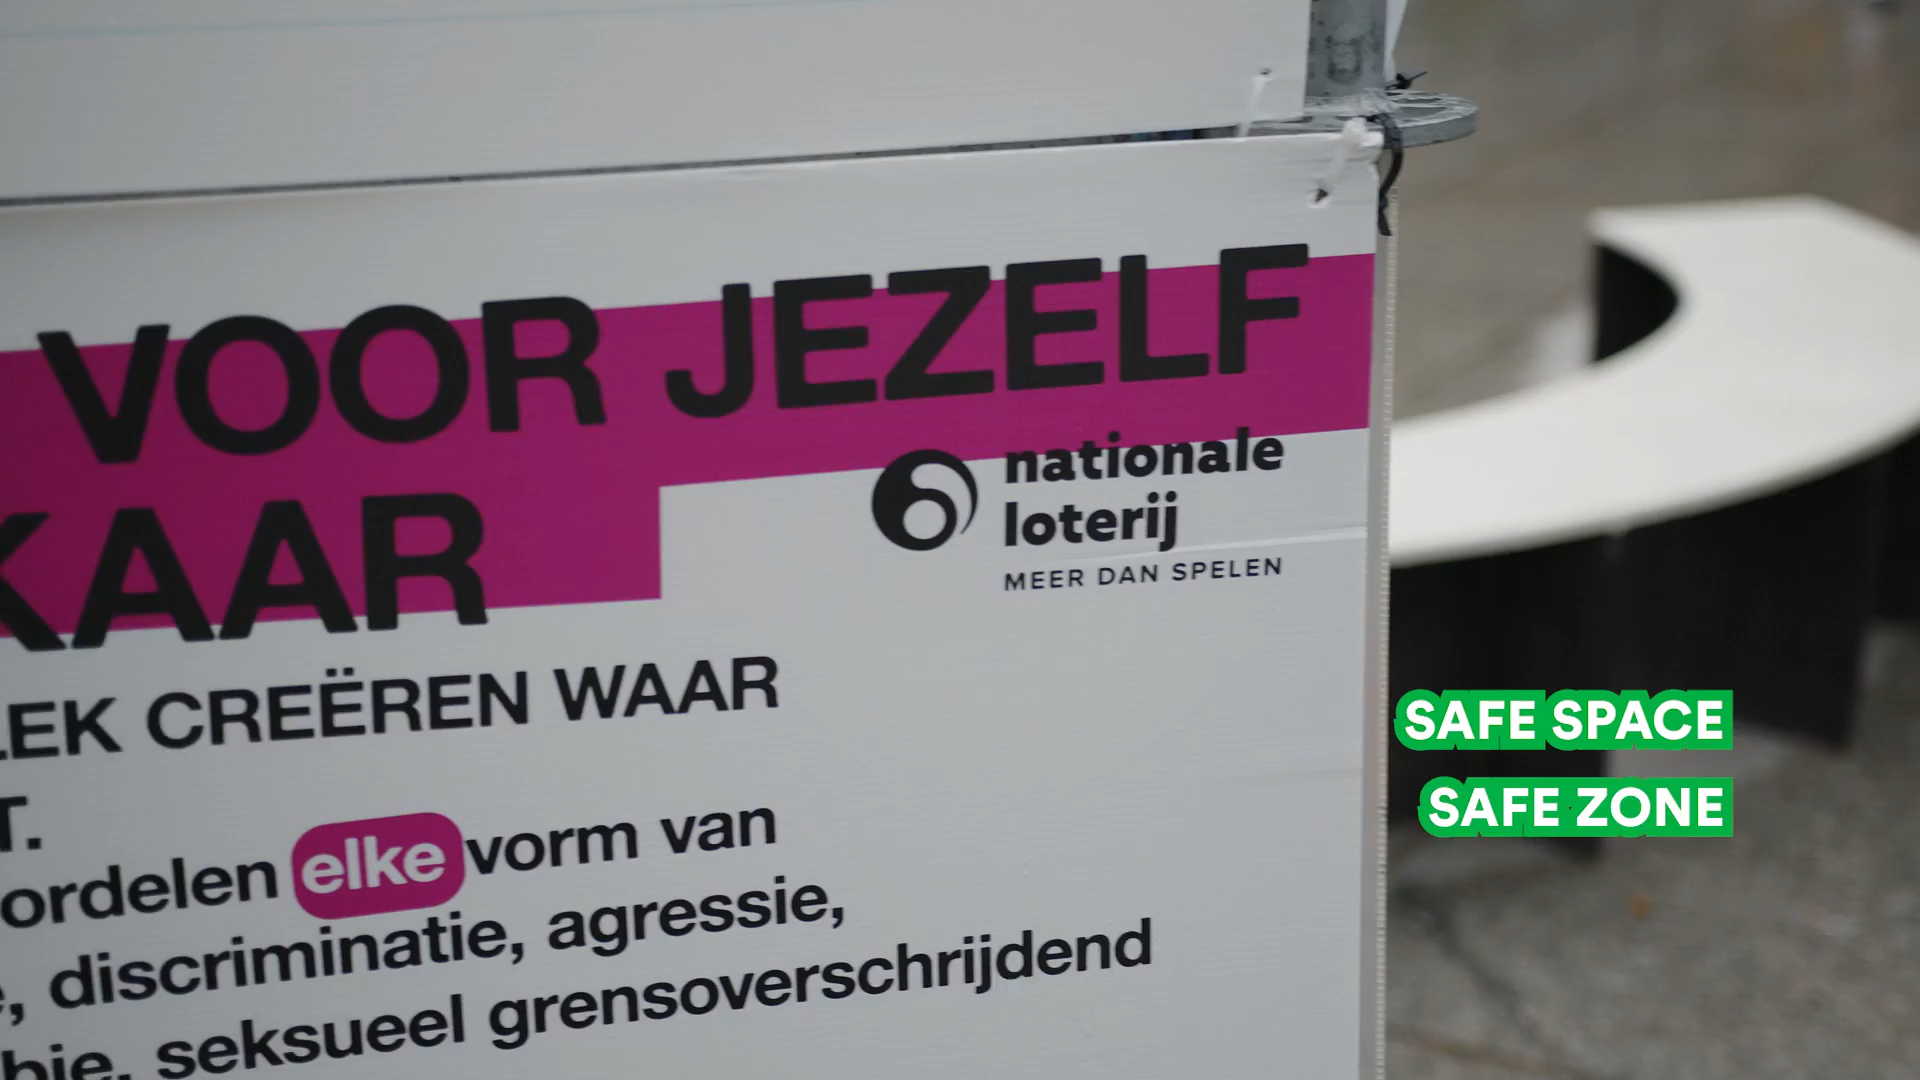 VOOR JEZELF
KAAR
nationale
loterij
MEER DAN SPELEN
LEK CREËREN WAAR
T.
ordelen elke vorm van
, discriminatie, agressie,
bie, seksueel grensoverschrijdend
SAFE SPACE
SAFE ZONE